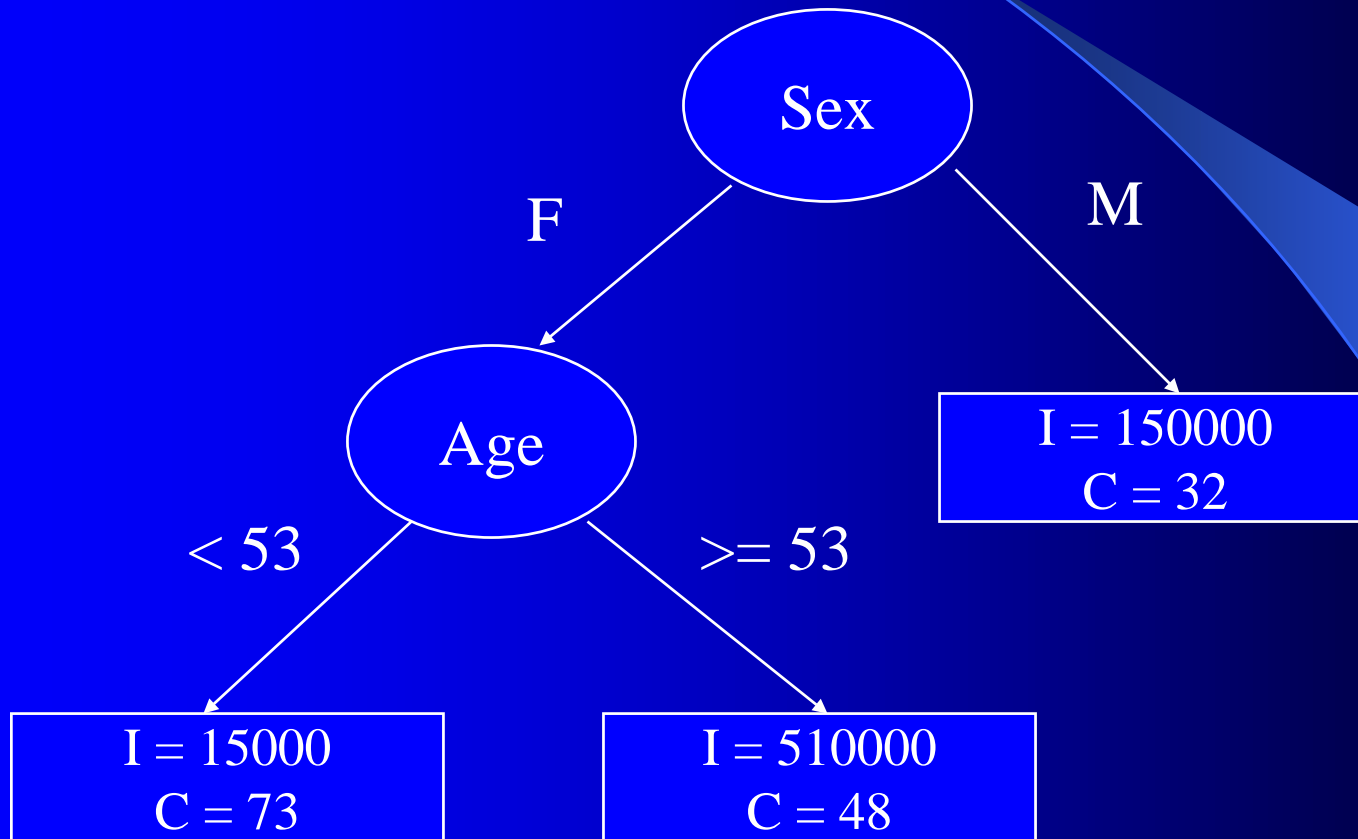 Sex
F
M
Age
I = 150000
C = 32
< 53
>= 53
I = 15000
C = 73
I = 510000
C = 48